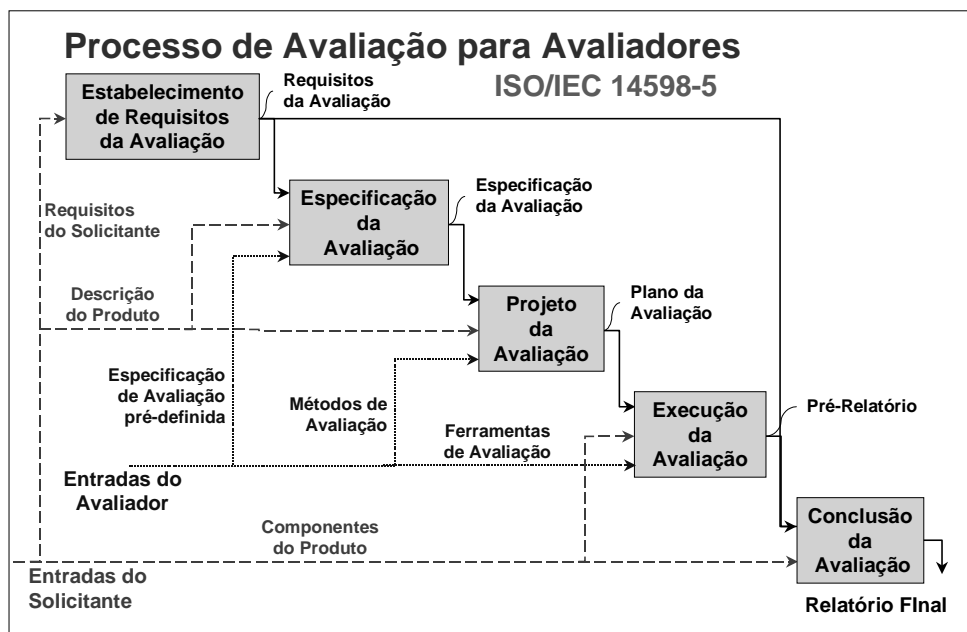 Processo de Avaliação para Avaliadores
ISO/IEC 14598-5
Estabelecimento
de Requisitos
da Avaliação
Requisitos
da Avaliação
Especificação
da
Avaliação
Especificação
da Avaliação
Requisitos
do Solicitante
Descrição
do Produto
Projeto
da
Avaliação
Plano da
Avaliação
Especificação
de Avaliação
pré-definida
Métodos de
Avaliação
Execução
da
Avaliação
Pré-Relatório
Ferramentas
de Avaliação
Entradas do
Avaliador
Componentes
do Produto
Conclusão
da
Avaliação
Entradas do
Solicitante
Relatório FInal